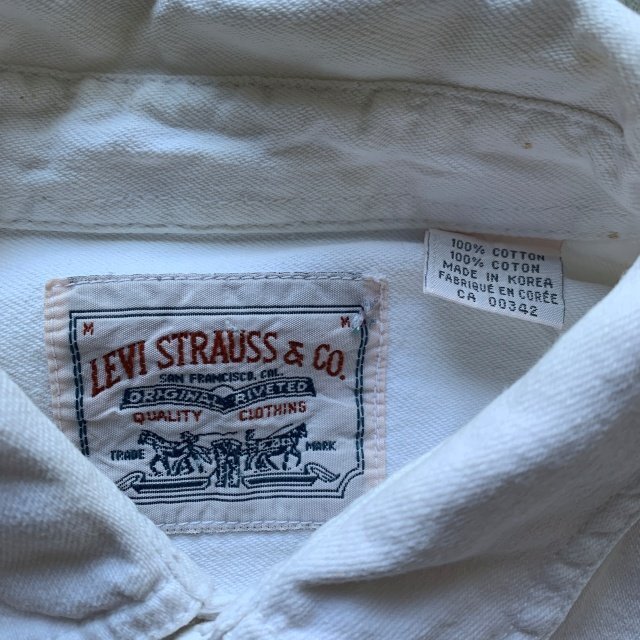 100% COTTON
100% COTON
MADE IN KOREA
FABRIQUE EN CORÉE
CA 00342
M M
LEVI STRAUSS & CO.
SAN FRANCISCO, CAL.
ORIGINAL RIVETED
QUALITY CLOTHING
TRADE MARK